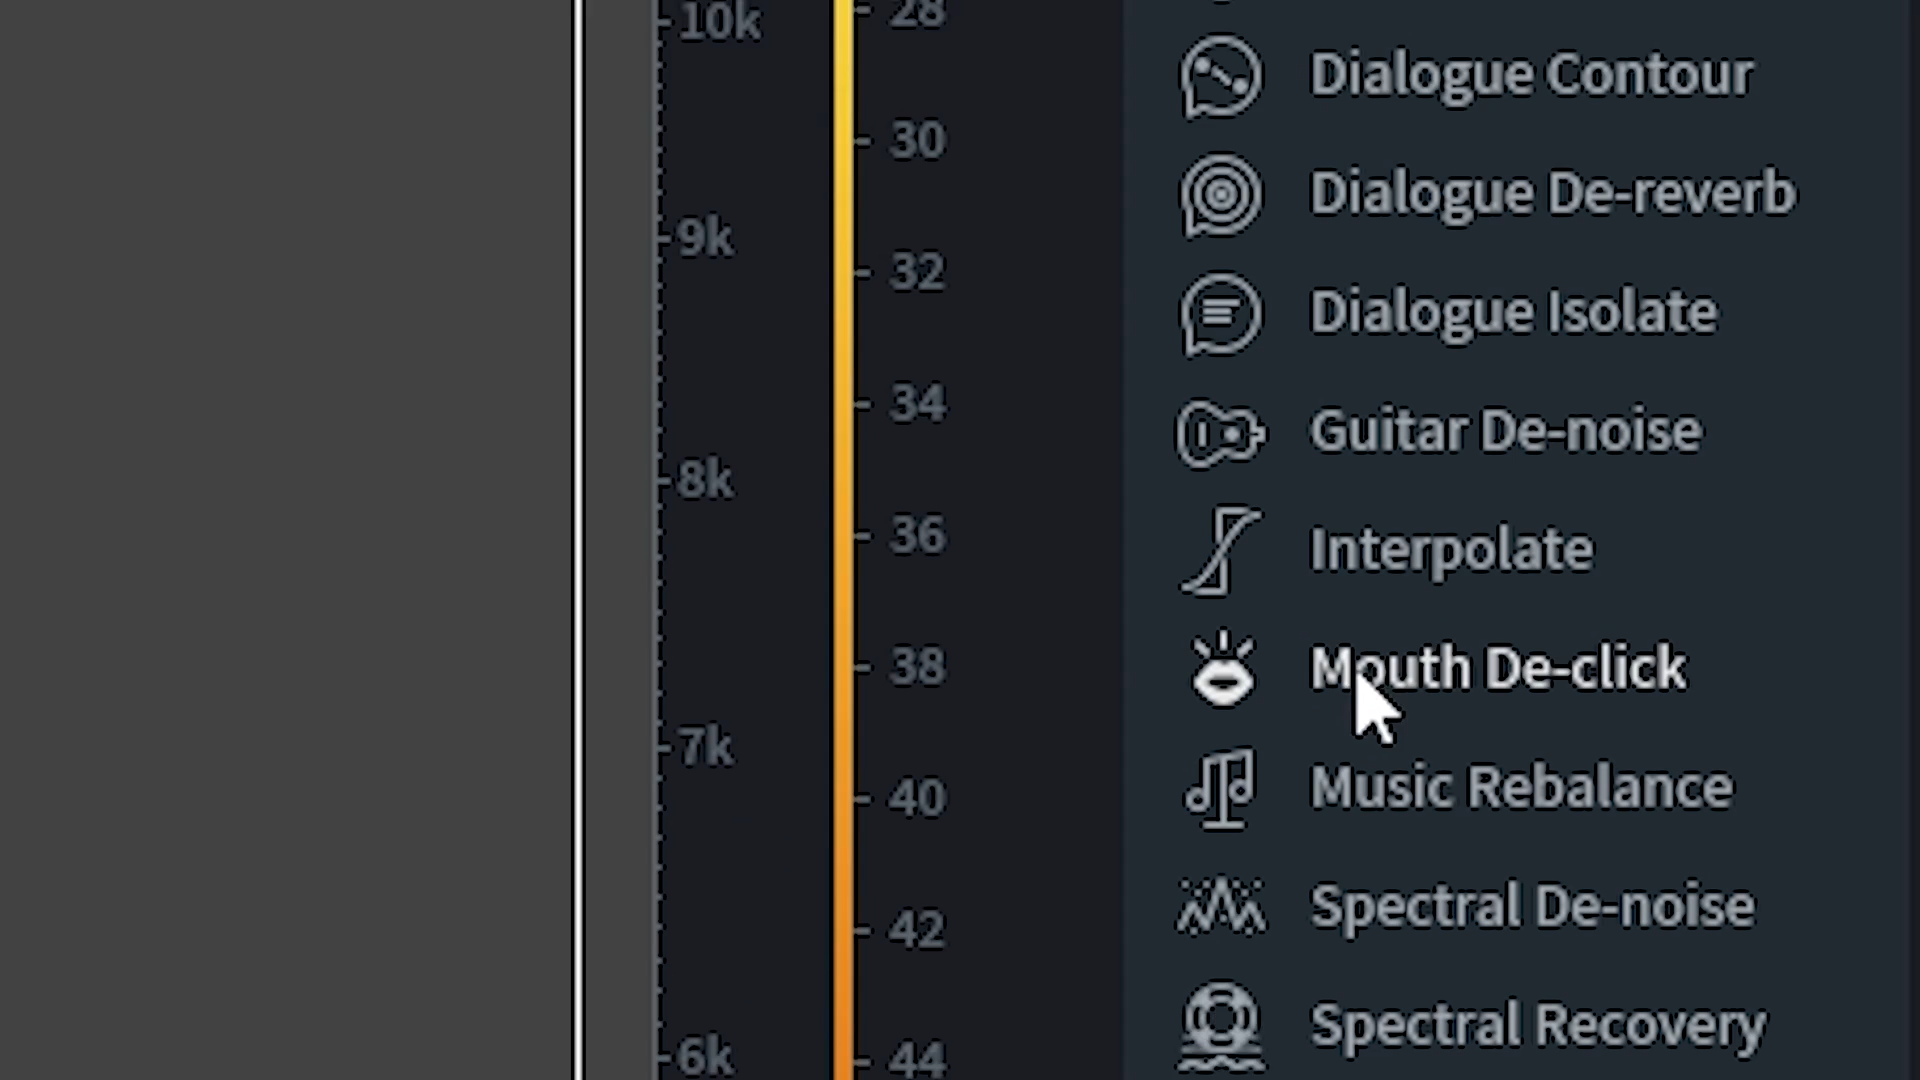 10k
9k
8k
7k
6k
28
30
32
34
36
38
40
42
44
Dialogue Contour
Dialogue De-reverb
Dialogue Isolate
Guitar De-noise
Interpolate
Mouth De-click
Music Rebalance
Spectral De-noise
Spectral Recovery